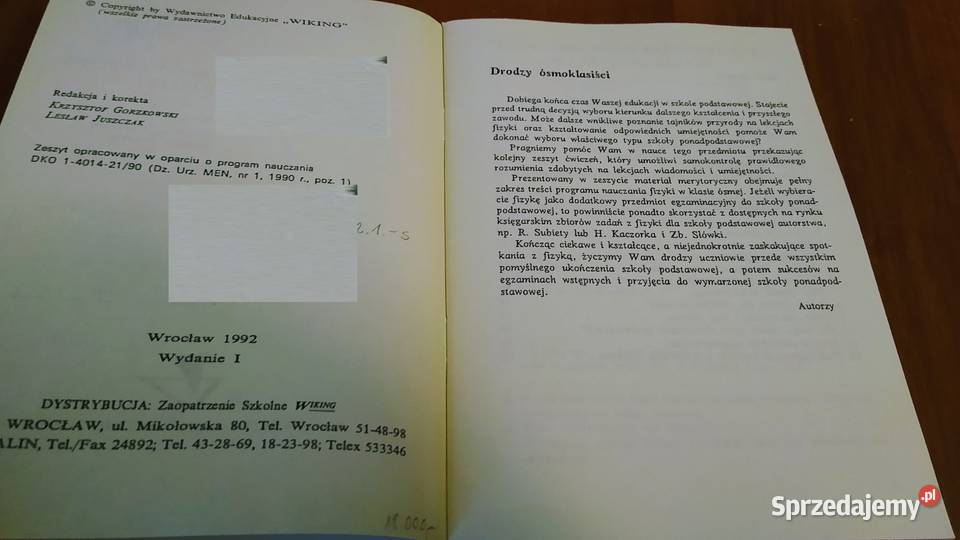 © Copyright by Wydawnictwo Edukacyjne „WIKING"
(wszelkie prawa zastrzeżone)
Redakcja i korekta
KRZYSZTOF GORZKOWSKI
LESŁAW JUSZCZAK
Zeszyt opracowany w oparciu o program nauczania
DKO 1-4014-21/90 (Dz. Urz. MEN, nr 1, 1990 r., poz. 1)
Wrocław 1992
Wydanie I
DYSTRYBUCJA: Zaopatrzenie Szkolne WIKING
WROCŁAW, ul. Mikołowska 80, Tel. Wrocław 51-48-98
ALIN, Tel./Fax 24892; Tel. 43-28-69, 18-23-98; Telex 533346
18 000,-
Drodzy ósmoklasiści
Dobiega końca czas Waszej edukacji w szkole podstawowej. Stajecie
przed trudną decyzją wyboru kierunku dalszego kształcenia i przyszłego
zawodu. Może dalsze wnikliwe poznanie tajników przyrody na lekcjach
fizyki oraz kształtowanie odpowiednich umiejętności pomoże Wam
dokonać wyboru właściwego typu szkoły ponadpodstawowej?
Pragniemy pomóc Wam w nauce tego przedmiotu przekazując
kolejny zeszyt ćwiczeń, który umożliwi samokontrolę prawidłowego
rozumienia zdobytych na lekcjach wiadomości i umiejętności.
Prezentowany w zeszycie materiał merytoryczny obejmuje pełny
zakres treści programu nauczania fizyki w klasie ósmej. Jeżeli wybiera-
cie fizykę jako dodatkowy przedmiot egzaminacyjny do szkoły ponad-
podstawowej, to powinniście ponadto skorzystać z dostępnych na rynku
księgarskim zbiorów zadań z fizyki dla szkoły podstawowej autorstwa,
np. R. Subiety lub H. Kaczorka i Zb. Słówki.
Kończąc ciekawe i kształcące, a niejednokrotnie zaskakujące spot-
kania z fizyką, życzymy Wam drodzy uczniowie przede wszystkim
pomyślnego ukończenia szkoły podstawowej, a potem sukcesów na
egzaminach wstępnych i przyjęcia do wymarzonej szkoły ponadpod-
stawowej.
Autorzy
Sprzedajemy.pl